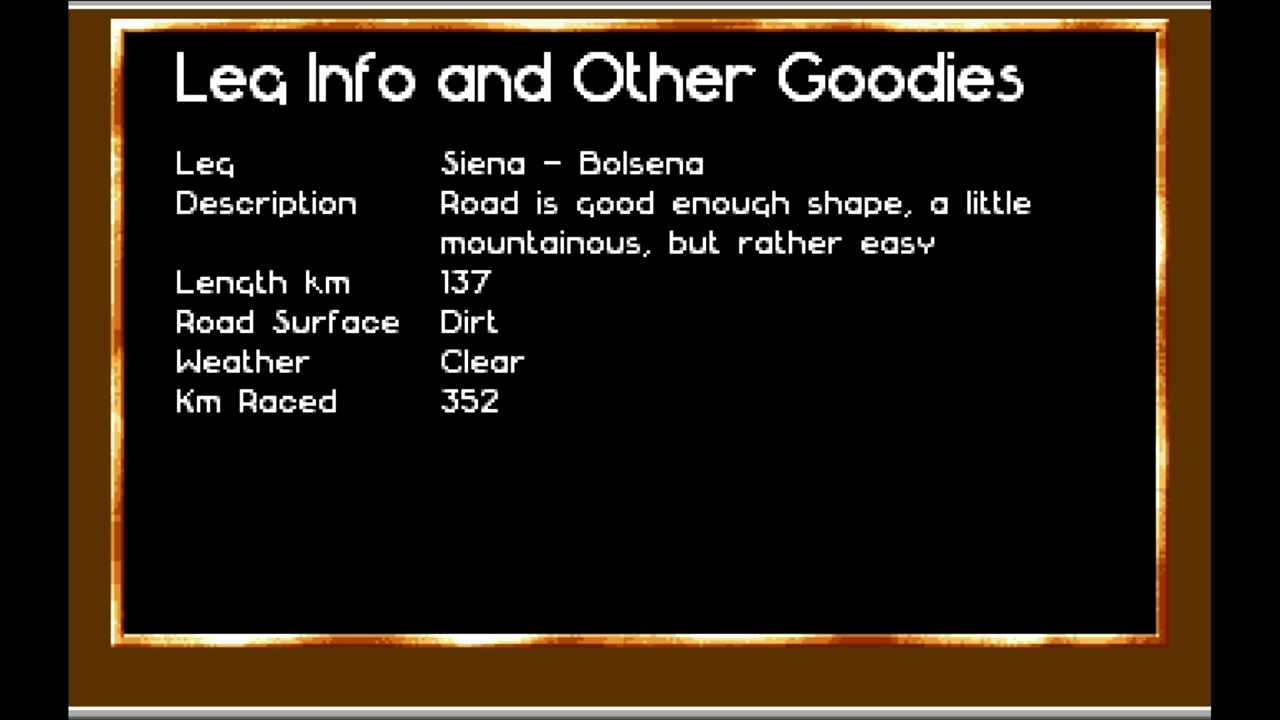 Leg Info and Other Goodies
Leg Siena - Bolsena
Description Road is good enough shape, a little
mountainous, but rather easy
Length km 137
Road Surface Dirt
Weather Clear
Km Raced 352